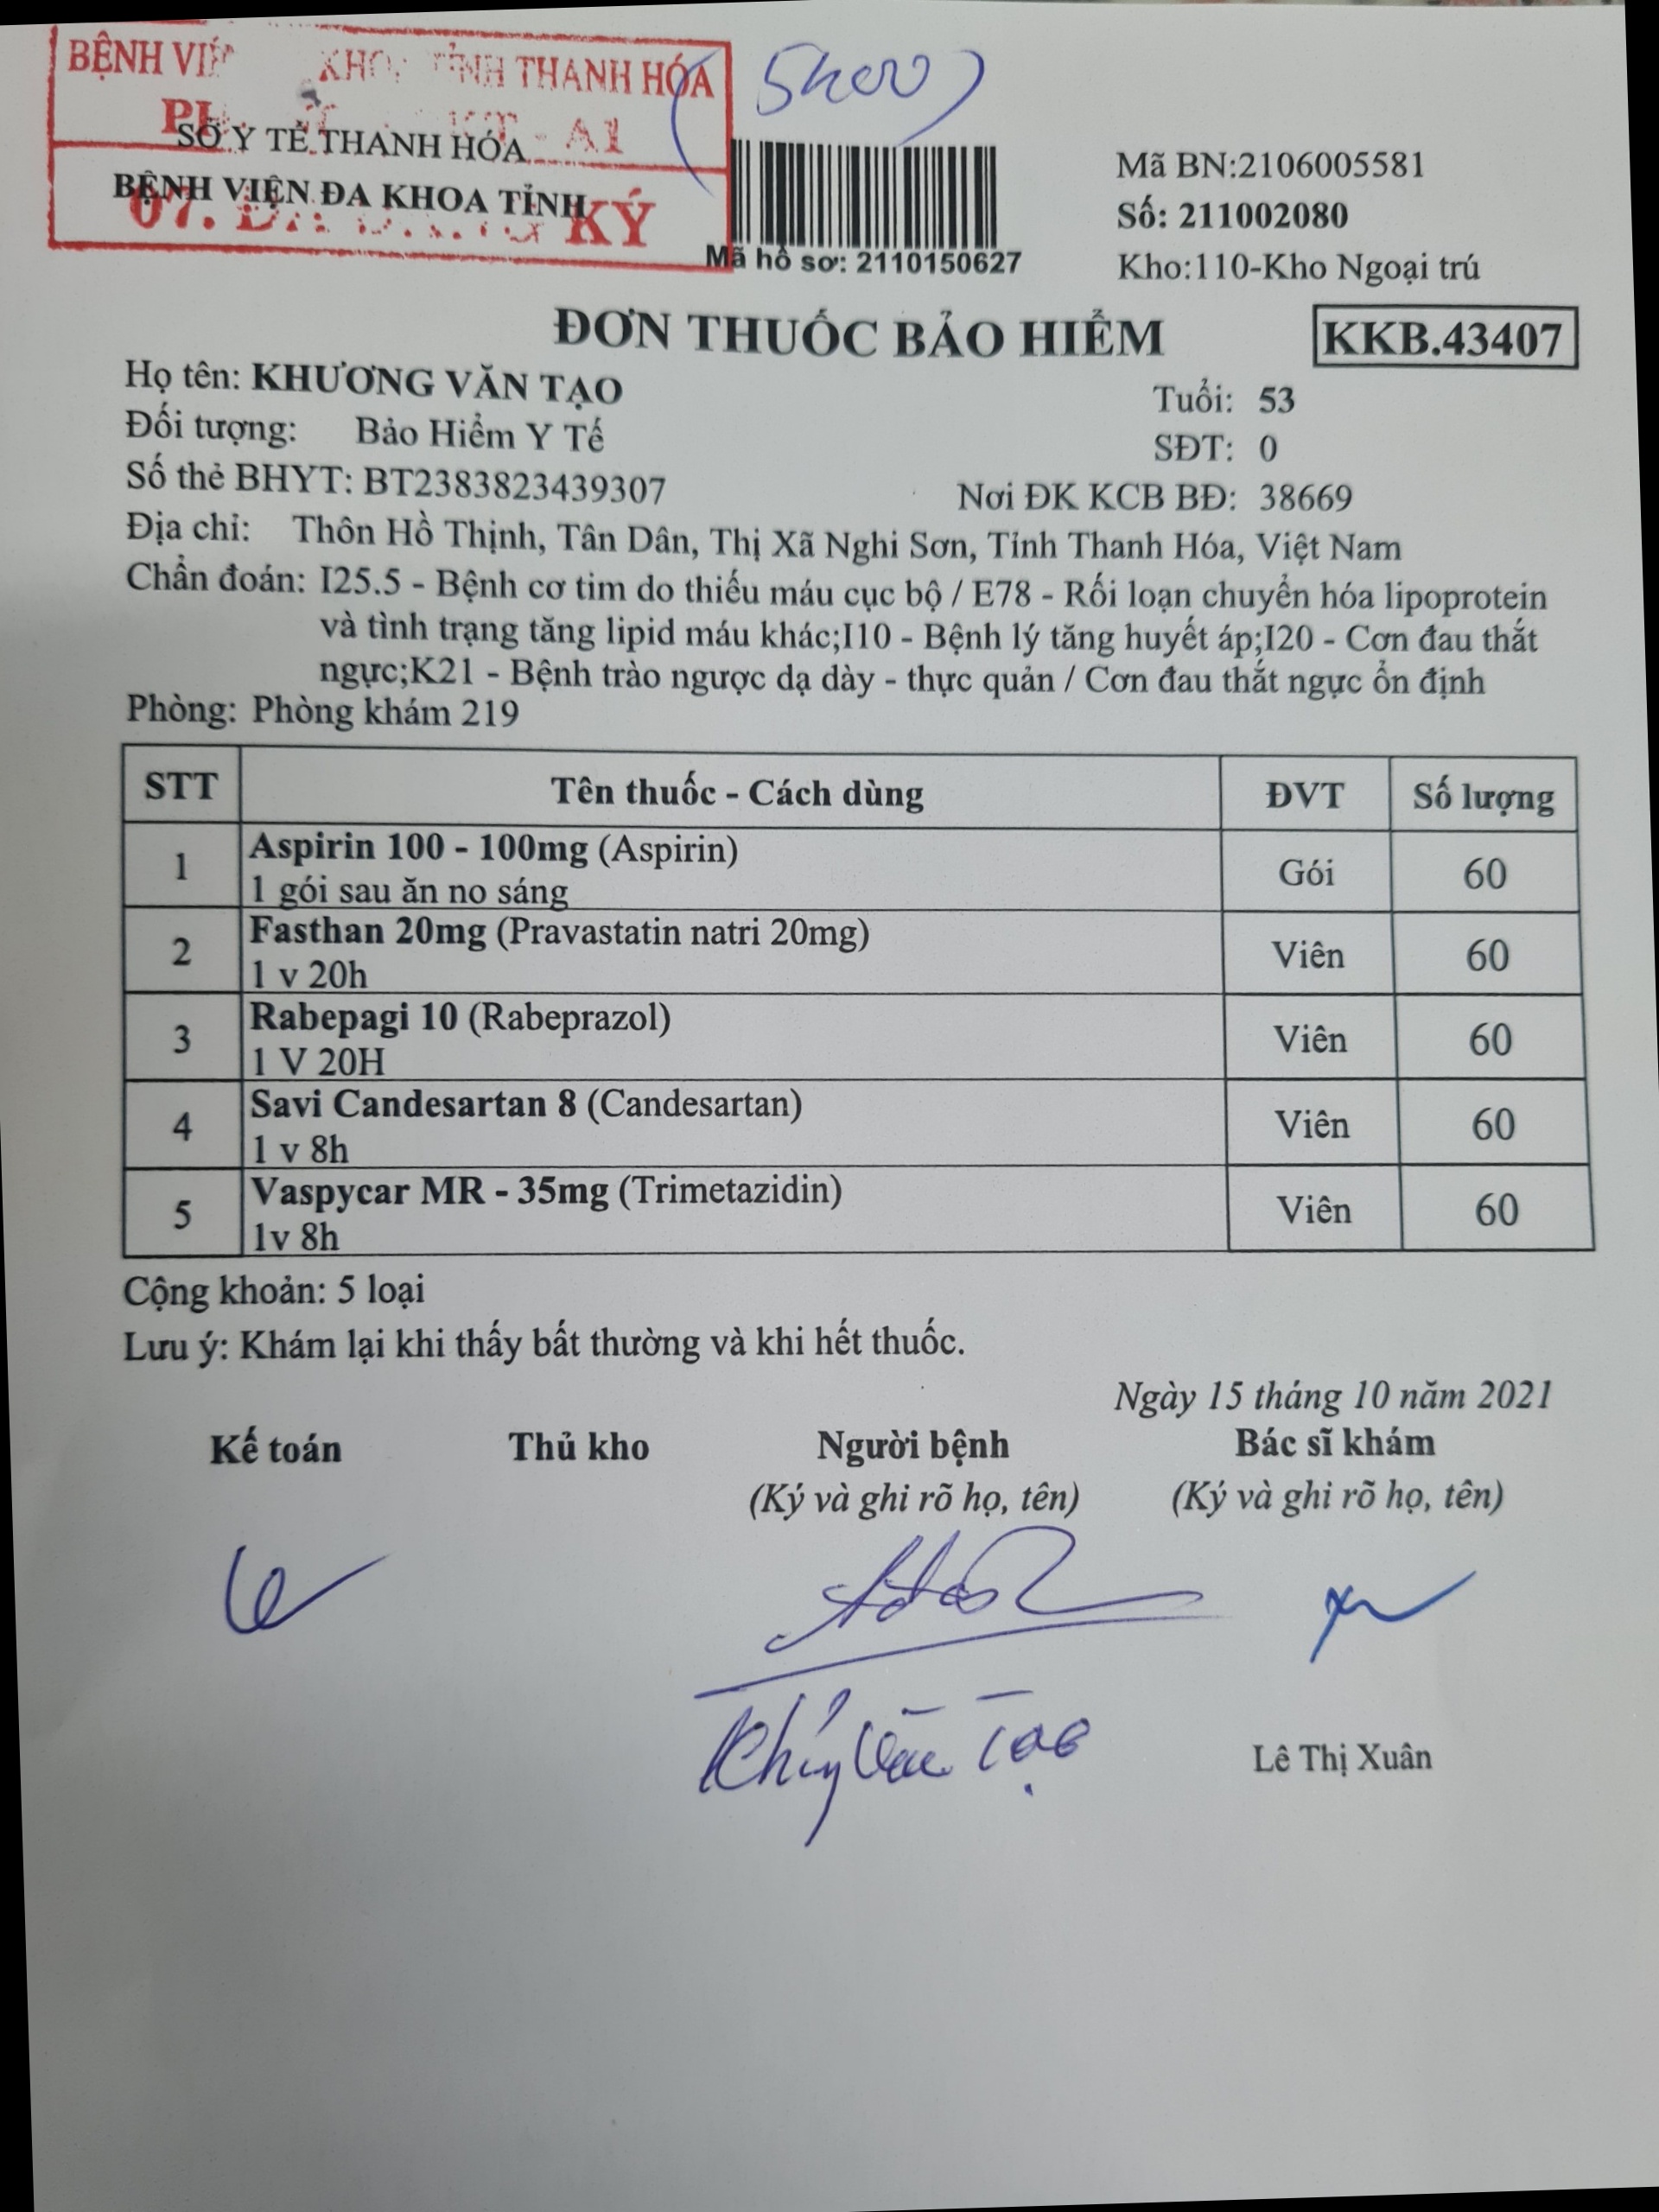 BỆNH VIỆ KHOA TỈNH THANH HÓA
A1
KÝ
SỞ Y TẾ THANH HÓA
BỆNH VIỆN ĐA KHOA TỈNH
Mã hồ sơ: 2110150627
Mã BN:2106005581
Số: 211002080
Kho:110-Kho Ngoại trú
ĐƠN THUỐC BẢO HIỂM
KKB.43407
Họ tên: KHƯƠNG VĂN TẠO
Tuổi: 53
Đối tượng: Bảo Hiểm Y Tế
SĐT: 0
Số thẻ BHYT: BT2383823439307
Nơi ĐK KCB BĐ: 38669
Địa chỉ: Thôn Hồ Thịnh, Tân Dân, Thị Xã Nghi Sơn, Tỉnh Thanh Hóa, Việt Nam
Chẩn đoán: I25.5 - Bệnh cơ tim do thiếu máu cục bộ / E78 - Rối loạn chuyển hóa lipoprotein
và tình trạng tăng lipid máu khác;I10 - Bệnh lý tăng huyết áp;I20 - Cơn đau thắt
ngực;K21 - Bệnh trào ngược dạ dày - thực quản / Cơn đau thắt ngực ổn định
Phòng: Phòng khám 219
STT Tên thuốc - Cách dùng ĐVT Số lượng
1 Aspirin 100 - 100mg (Aspirin) Gói 60
1 gói sau ăn no sáng
2 Fasthan 20mg (Pravastatin natri 20mg) Viên 60
1 v 20h
3 Rabepagi 10 (Rabeprazol) Viên 60
1 V 20H
4 Savi Candesartan 8 (Candesartan) Viên 60
1 v 8h
5 Vaspycar MR - 35mg (Trimetazidin) Viên 60
1v 8h
Cộng khoản: 5 loại
Lưu ý: Khám lại khi thấy bất thường và khi hết thuốc.
Ngày 15 tháng 10 năm 2021
Kế toán Thủ kho Người bệnh Bác sĩ khám
(Ký và ghi rõ họ, tên) (Ký và ghi rõ họ, tên)
Văn Tạo
Lê Thị Xuân